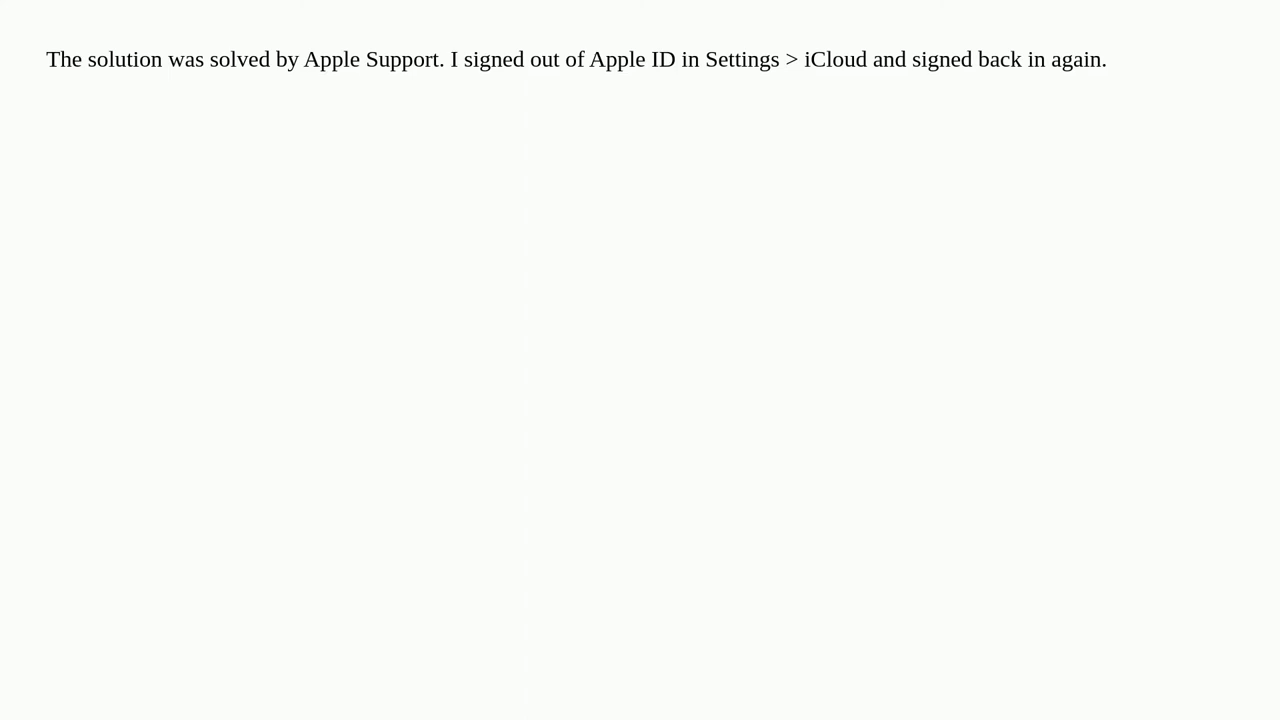 The solution was solved by Apple Support. I signed out of Apple ID in Settings > iCloud and signed back in again.